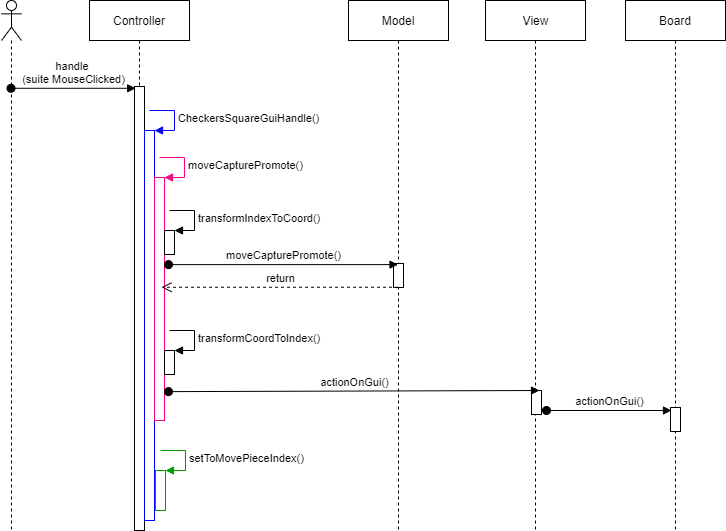 Controller
Model
View
Board
handle
(suite MouseClicked)
CheckersSquareGuiHandle()
moveCapturePromote()
transformIndexToCoord()
moveCapturePromote()
return
transformCoordToIndex()
actionOnGui()
actionOnGui()
setToMovePieceIndex()